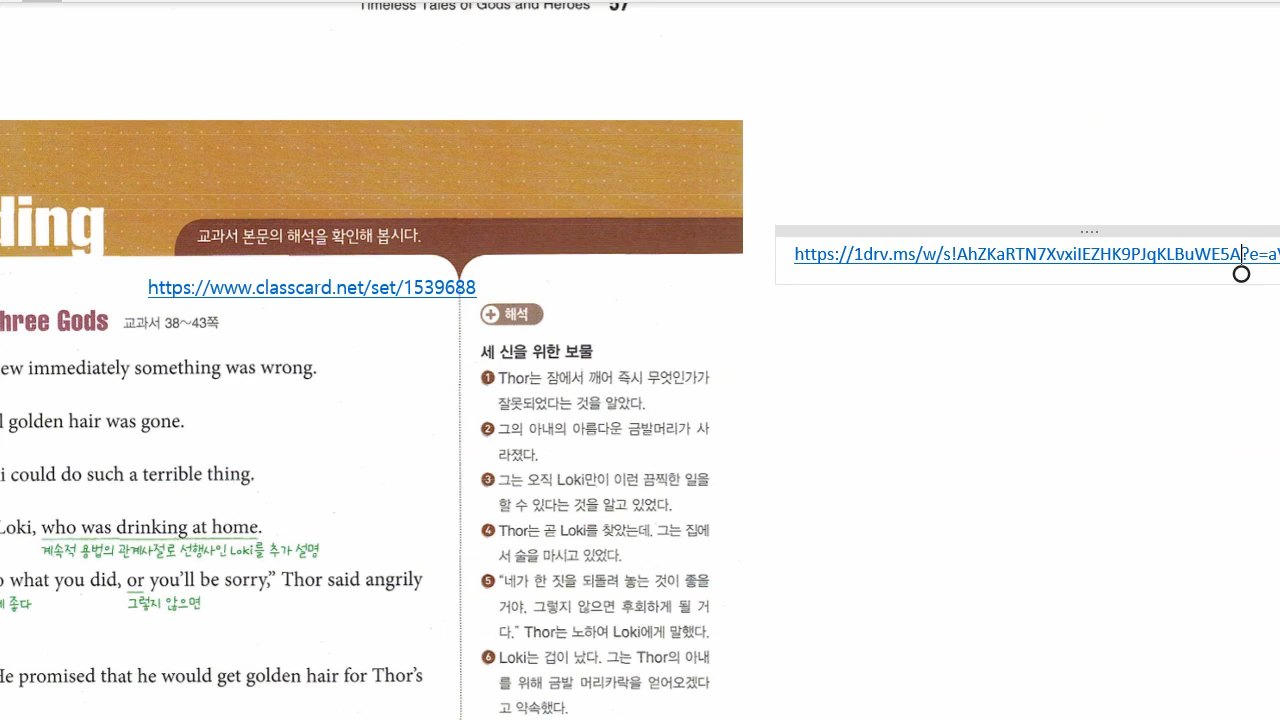 Timeless Tales of Gods and Heroes 57
ding
교과서 본문의 해석을 확인해 봅시다.
https://1drv.ms/w/s!AhZKaRTN7XvxiIEZHK9PJqKLBuWE5A?e=a
https://www.classcard.net/set/1539688
hree Gods 교과서 38~43쪽
ew immediately something was wrong.
l golden hair was gone.
i could do such a terrible thing.
Loki, who was drinking at home.
계속적 용법의 관계사절로 선행사인 Loki를 추가 설명
o what you did, or you'll be sorry,” Thor said angrily
게 좋다 그렇지 않으면
He promised that he would get golden hair for Thor's
해석
세 신을 위한 보물
1 Thor는 잠에서 깨어 즉시 무엇인가가
잘못되었다는 것을 알았다.
2 그의 아내의 아름다운 금발머리가 사
라졌다.
3 그는 오직 Loki만이 이런 끔찍한 일을
할 수 있다는 것을 알고 있었다.
4 Thor는 곧 Loki를 찾았는데, 그는 집에
서 술을 마시고 있었다.
5 “네가 한 짓을 되돌려 놓는 것이 좋을
거야, 그렇지 않으면 후회하게 될 거
다.” Thor는 노하여 Loki에게 말했다.
6 Loki는 겁이 났다. 그는 Thor의 아내
를 위해 금발 머리카락을 얻어오겠다
고 약속했다.